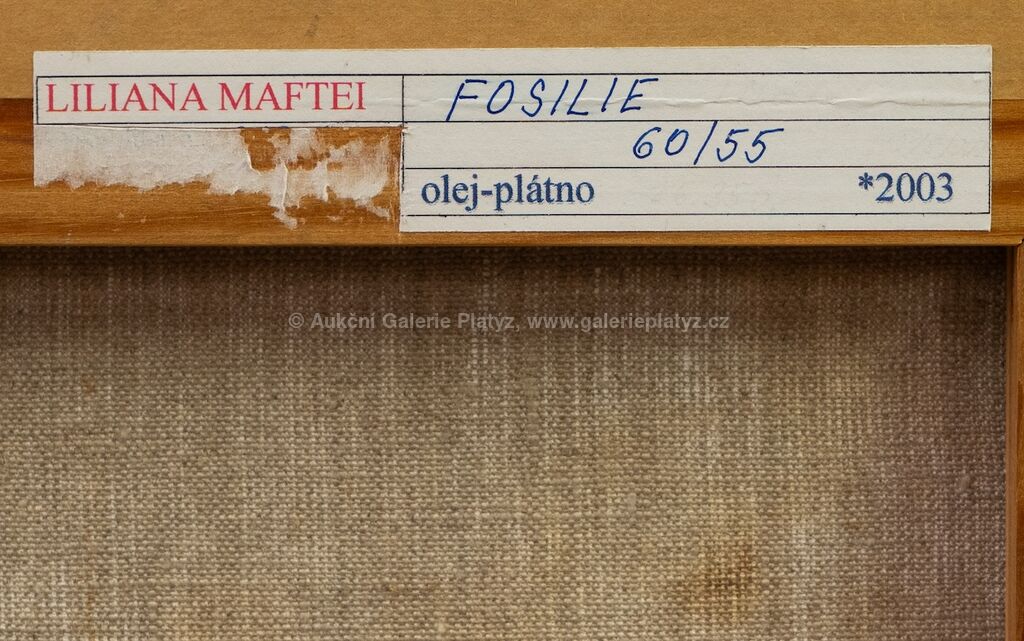 LILIANA MAFTEI
FOSILIE
60/55
olej-plátno *2003
© Aukční Galerie Platýz, www.galerieplatyz.cz